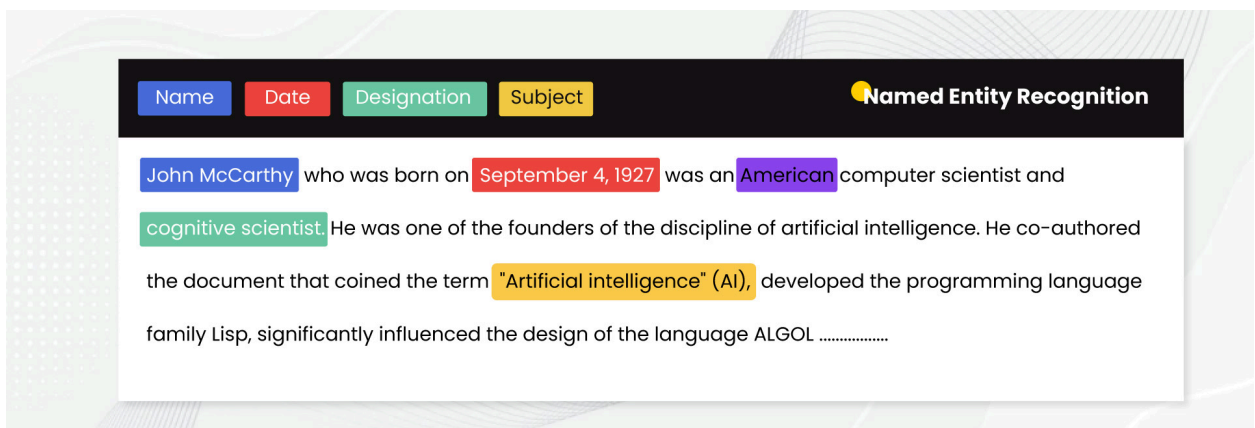 Name Date Designation Subject Named Entity Recognition
John McCarthy who was born on September 4, 1927 was an American computer scientist and
cognitive scientist. He was one of the founders of the discipline of artificial intelligence. He co-authored
the document that coined the term "Artificial intelligence" (AI), developed the programming language
family Lisp, significantly influenced the design of the language ALGOL .................